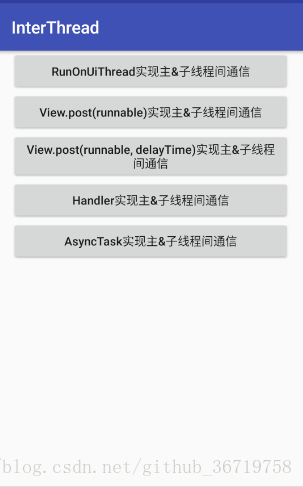 InterThread
RunOnUiThread实现主&子线程间通信
View.post(runnable)实现主&子线程间通信
View.post(runnable, delayTime)实现主&子线程
间通信
Handler实现主&子线程间通信
AsyncTask实现主&子线程间通信
/blog.csdn.net/github_36719758